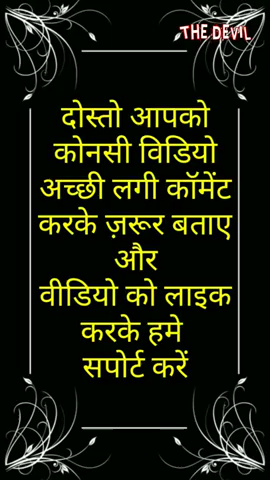 THE DEVIL
दोस्तो आपको
कोनसी विडियो
अच्छी लगी कॉमेंट
करके ज़रूर बताए
और
वीडियो को लाइक
करके हमे
सपोर्ट करें